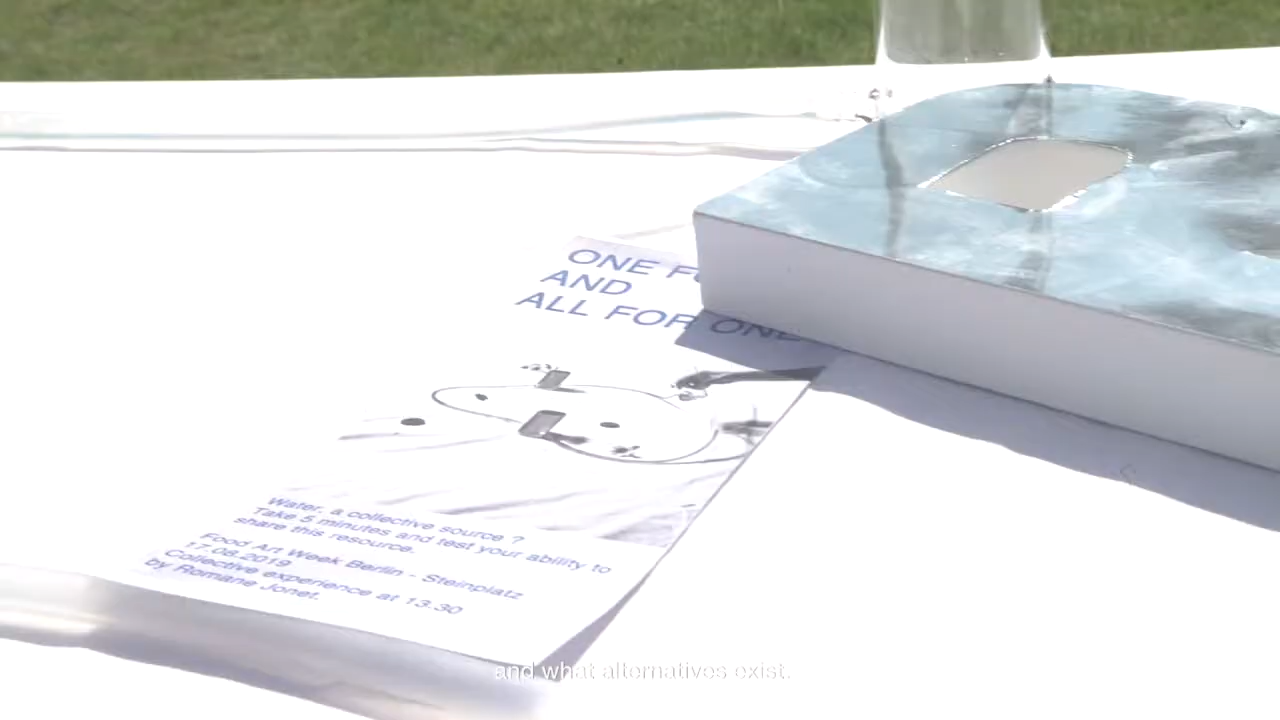 ONE FO
AND
ALL FOR ONE
Water, a collective source ?
Take 5 minutes and test your ability to
share this resource.
Food Art Week Berlin - Steinplatz
17.08.2019
Collective experience at 13.30
by Romane Jonet.
and what alternatives exist.